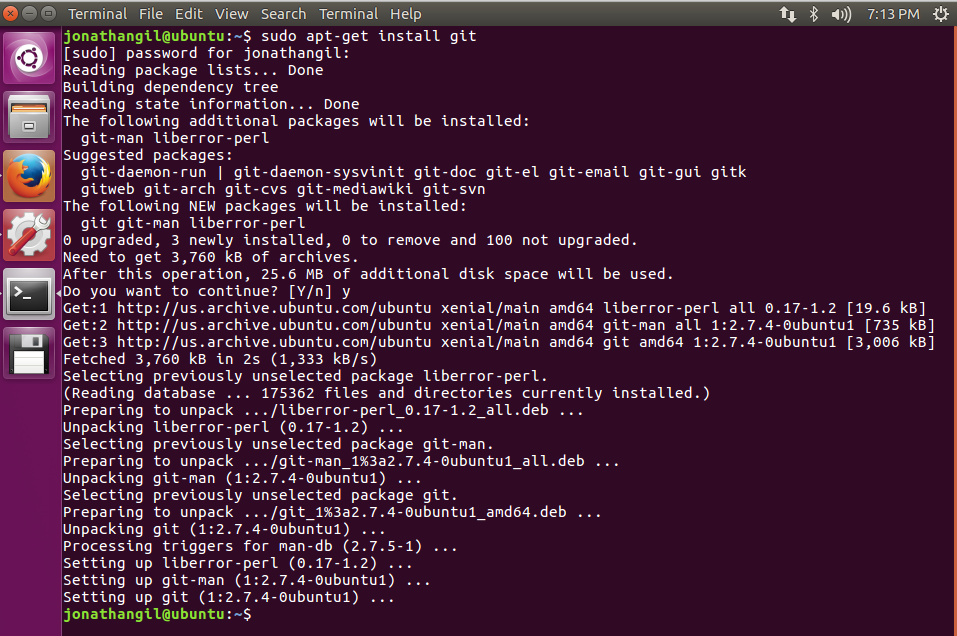 Terminal File Edit View Search Terminal Help 7:13 PM
jonathangil@ubuntu:~$ sudo apt-get install git
[sudo] password for jonathangil:
Reading package lists... Done
Building dependency tree
Reading state information... Done
The following additional packages will be installed:
  git-man liberror-perl
Suggested packages:
  git-daemon-run | git-daemon-sysvinit git-doc git-el git-email git-gui gitk
  gitweb git-arch git-cvs git-mediawiki git-svn
The following NEW packages will be installed:
  git git-man liberror-perl
0 upgraded, 3 newly installed, 0 to remove and 100 not upgraded.
Need to get 3,760 kB of archives.
After this operation, 25.6 MB of additional disk space will be used.
Do you want to continue? [Y/n] y
Get:1 http://us.archive.ubuntu.com/ubuntu xenial/main amd64 liberror-perl all 0.17-1.2 [19.6 kB]
Get:2 http://us.archive.ubuntu.com/ubuntu xenial/main amd64 git-man all 1:2.7.4-0ubuntu1 [735 kB]
Get:3 http://us.archive.ubuntu.com/ubuntu xenial/main amd64 git amd64 1:2.7.4-0ubuntu1 [3,006 kB]
Fetched 3,760 kB in 2s (1,333 kB/s)
Selecting previously unselected package liberror-perl.
(Reading database ... 175362 files and directories currently installed.)
Preparing to unpack .../liberror-perl_0.17-1.2_all.deb ...
Unpacking liberror-perl (0.17-1.2) ...
Selecting previously unselected package git-man.
Preparing to unpack .../git-man_1%3a2.7.4-0ubuntu1_all.deb ...
Unpacking git-man (1:2.7.4-0ubuntu1) ...
Selecting previously unselected package git.
Preparing to unpack .../git_1%3a2.7.4-0ubuntu1_amd64.deb ...
Unpacking git (1:2.7.4-0ubuntu1) ...
Processing triggers for man-db (2.7.5-1) ...
Setting up liberror-perl (0.17-1.2) ...
Setting up git-man (1:2.7.4-0ubuntu1) ...
Setting up git (1:2.7.4-0ubuntu1) ...
jonathangil@ubuntu:~$